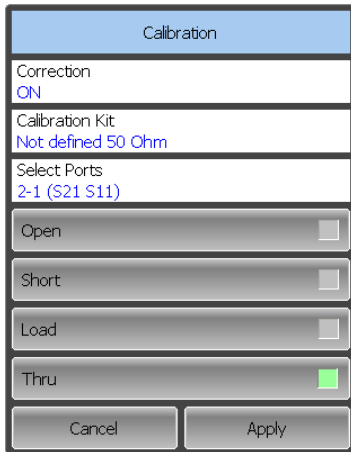 Calibration
Correction
ON
Calibration Kit
Not defined 50 Ohm
Select Ports
2-1 (S21 S11)
Open
Short
Load
Thru
Cancel Apply